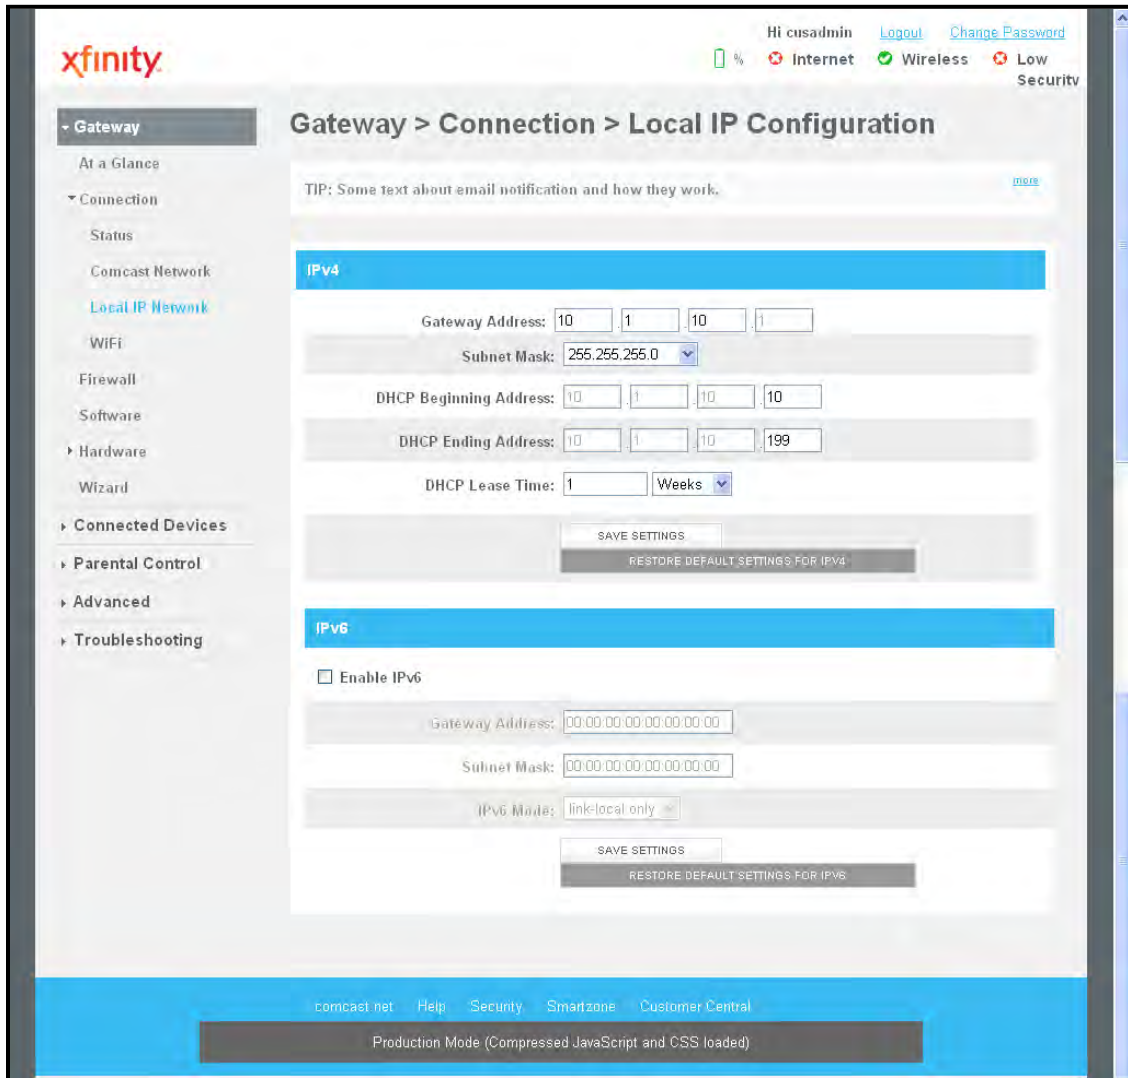 Hi cusadmin Logout Change Password
xfinity
% Internet Wireless Low Security
Gateway
At a Glance
Connection
Status
Comcast Network
Local IP Network
WiFi
Firewall
Software
Hardware
Wizard
Connected Devices
Parental Control
Advanced
Troubleshooting
Gateway > Connection > Local IP Configuration
TIP: Some text about email notification and how they work.
more
IPv4
Gateway Address: 10 . 1 . 10 . 1
Subnet Mask: 255.255.255.0
DHCP Beginning Address: 10 . 1 . 10 . 10
DHCP Ending Address: 10 . 1 . 10 . 199
DHCP Lease Time: 1 Weeks
SAVE SETTINGS
RESTORE DEFAULT SETTINGS FOR IPV4
IPv6
Enable IPv6
Gateway Address: 00:00:00:00:00:00:00:00
Subnet Mask: 00:00:00:00:00:00:00:00
IPv6 Mode: link-local only
SAVE SETTINGS
RESTORE DEFAULT SETTINGS FOR IPV6
comcast.net Help Security Smartzone Customer Central
Production Mode (Compressed JavaScript and CSS loaded)